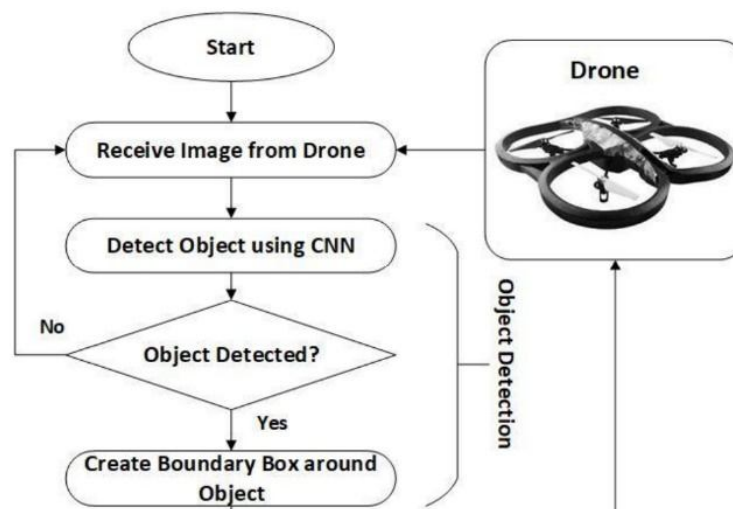 Start
Drone
Receive Image from Drone
Detect Object using CNN
No
Object Detected?
Object Detection
Yes
Create Boundary Box around
Object